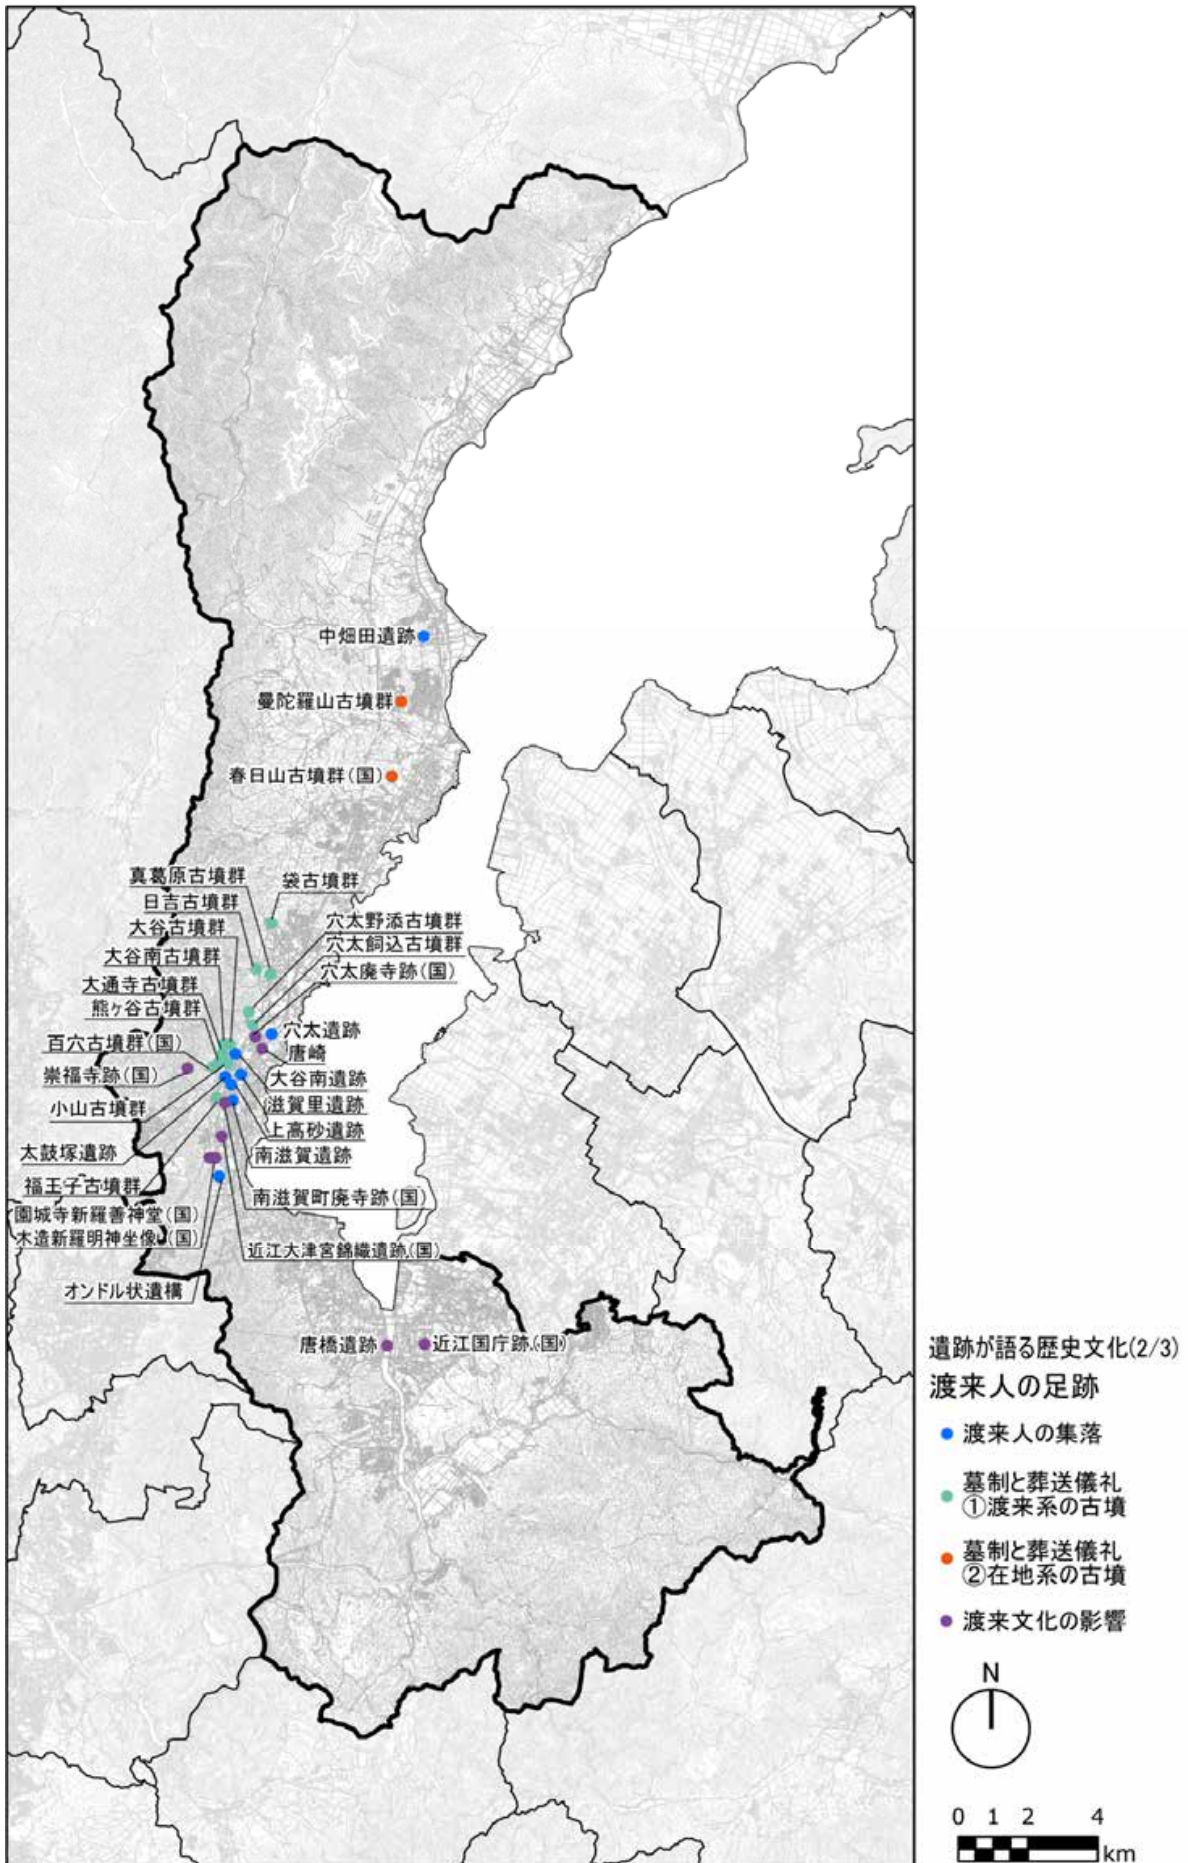 中畑田遺跡
曼陀羅山古墳群
春日山古墳群(国)
真葛原古墳群
袋古墳群
日吉古墳群
穴太野添古墳群
大谷古墳群
穴太飼込古墳群
大谷南古墳群
穴太廃寺跡(国)
大通寺古墳群
熊ヶ谷古墳群
穴太遺跡
百穴古墳群(国)
唐崎
崇福寺跡(国)
大谷南遺跡
小山古墳群
滋賀里遺跡
上高砂遺跡
太鼓塚遺跡
南滋賀遺跡
福王子古墳群
南滋賀町廃寺跡(国)
園城寺新羅善神堂(国)
木造新羅明神坐像(国)
近江大津宮錦織遺跡(国)
オンドル状遺構
唐橋遺跡
近江国庁跡(国)
遺跡が語る歴史文化(2/3)
渡来人の足跡
渡来人の集落
墓制と葬送儀礼
①渡来系の古墳
墓制と葬送儀礼
②在地系の古墳
渡来文化の影響
N
0 1 2 4
km